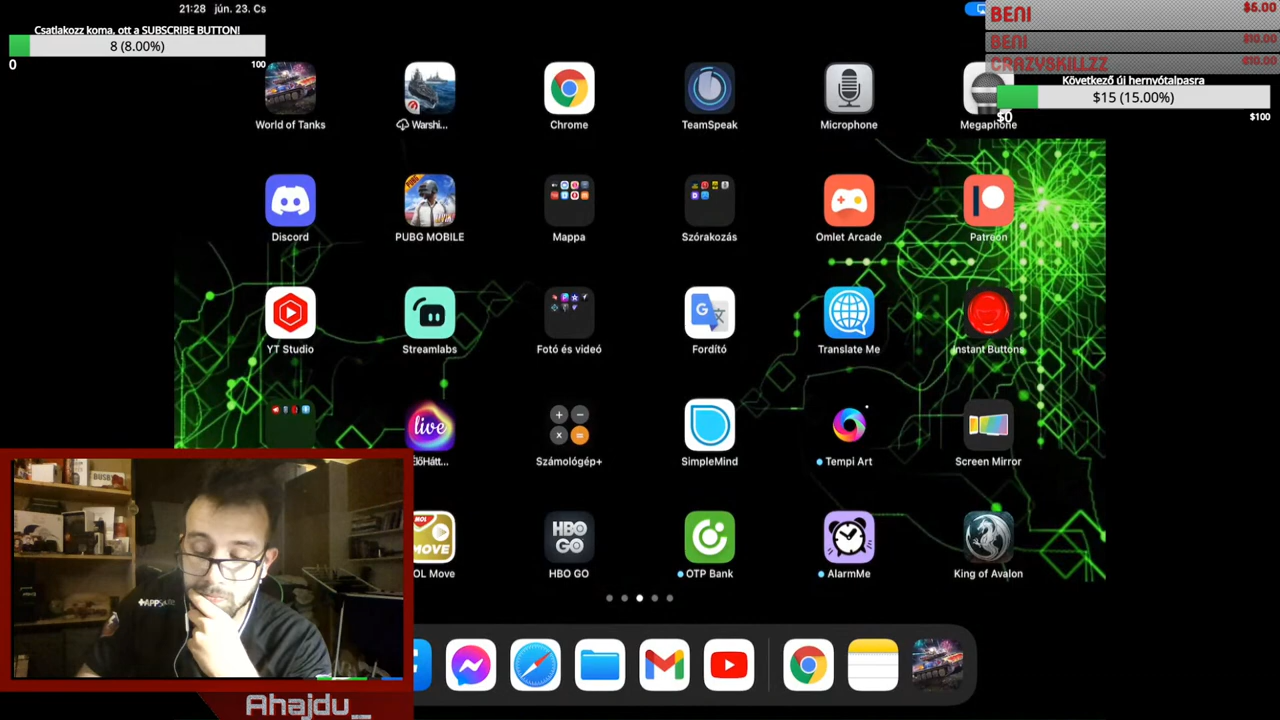 21:28 jún. 23. Cs
Csatlakozz koma, ott a SUBSCRIBE BUTTON!
8 (8.00%)
0 100
BENI $5.00
BENI $10.00
CRAZYSKILLZZ $10.00
Következő új hernyótalpasra
$15 (15.00%)
$0 $100
World of Tanks
Warshi...
Chrome
TeamSpeak
Microphone
Megaphone
Discord
PUBG MOBILE
Mappa
Szórakozás
Omlet Arcade
Patreon
YT Studio
Streamlabs
Fotó és videó
Fordító
Translate Me
Instant Buttons
live
ÉlőHátt...
Számológép+
SimpleMind
Tempi Art
Screen Mirror
MOL
MOVE
HBO
GO
OL Move
HBO GO
OTP Bank
AlarmMe
King of Avalon
Ahajdu_